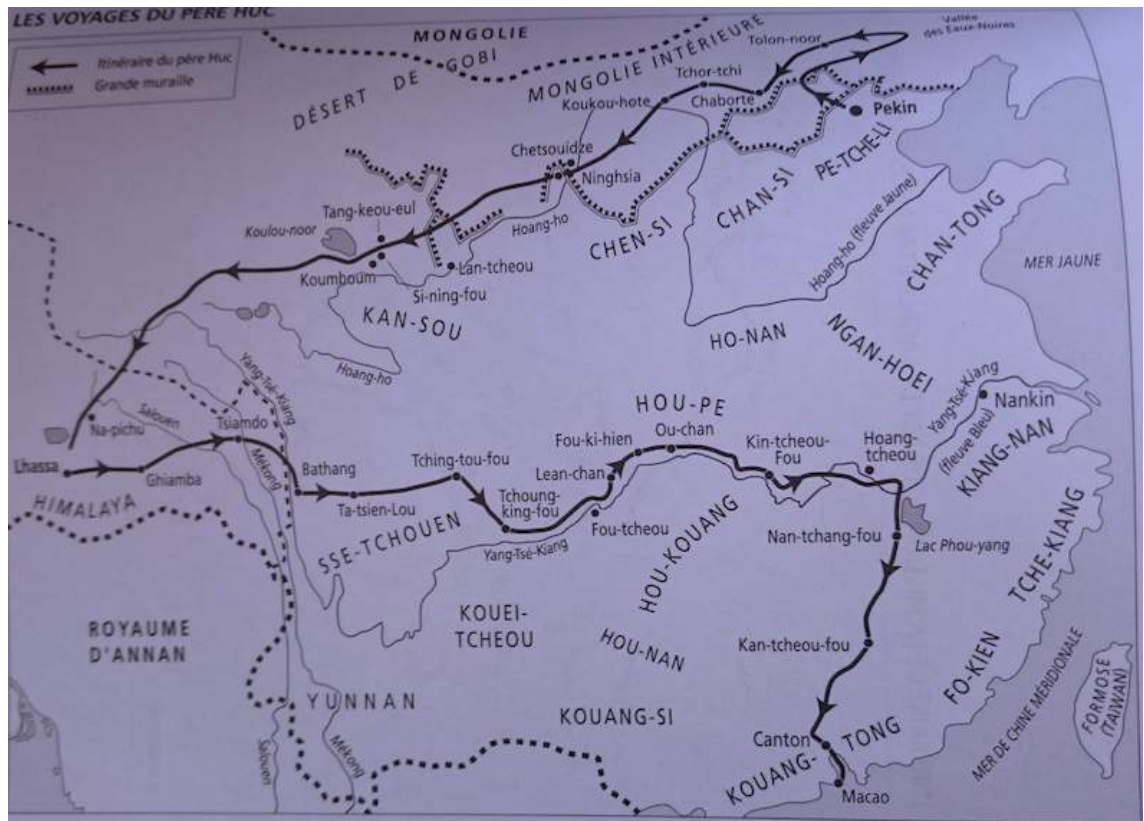 LES VOYAGES DU PÈRE HUC
Itinéraire du père Huc
Grande muraille
MONGOLIE
DÉSERT DE GOBI
MONGOLIE INTÉRIEURE
Tolon-noor
Vallée
des Eaux-Noires
Tchor-tchi
Koukou-hote
Chaborte
Pekin
PE-TCHE-LI
Chetsouidze
Ninghsia
CHAN-SI
CHEN-SI
Hoang-ho
Hoang-ho (fleuve Jaune)
CHAN-TONG
MER JAUNE
Tang-keou-eul
Koulou-noor
Koumboum
Lan-tcheou
Si-ning-fou
KAN-SOU
Hoang-ho
HO-NAN
NGAN-HOEI
Yang-Tsé-Kiang
Salouen
Na-pichu
Tsiamdo
Mékong
Lhassa
Ghiamba
HIMALAYA
Bathang
Ta-tsien-Lou
Tching-tou-fou
SSE-TCHOUEN
Tchoung-
king-fou
Yang-Tsé-Kiang
HOU-PE
Fou-ki-hien
Ou-chan
Lean-chan
Fou-tcheou
Kin-tcheou-
Fou
Hoang-
tcheou
Yang-Tsé-Kiang
(fleuve Bleu)
Nankin
KIANG-NAN
Nan-tchang-fou
Lac Phou-yang
TCHE-KIANG
HOU-KOUANG
KOUEI-
TCHEOU
HOU-NAN
Kan-tcheou-fou
FO-KIEN
ROYAUME
D'ANNAN
YUNNAN
KOUANG-SI
Salouen
Mékong
Canton
KOUANG-TONG
Macao
MER DE CHINE MÉRIDIONALE
FORMOSE
(TAÏWAN)